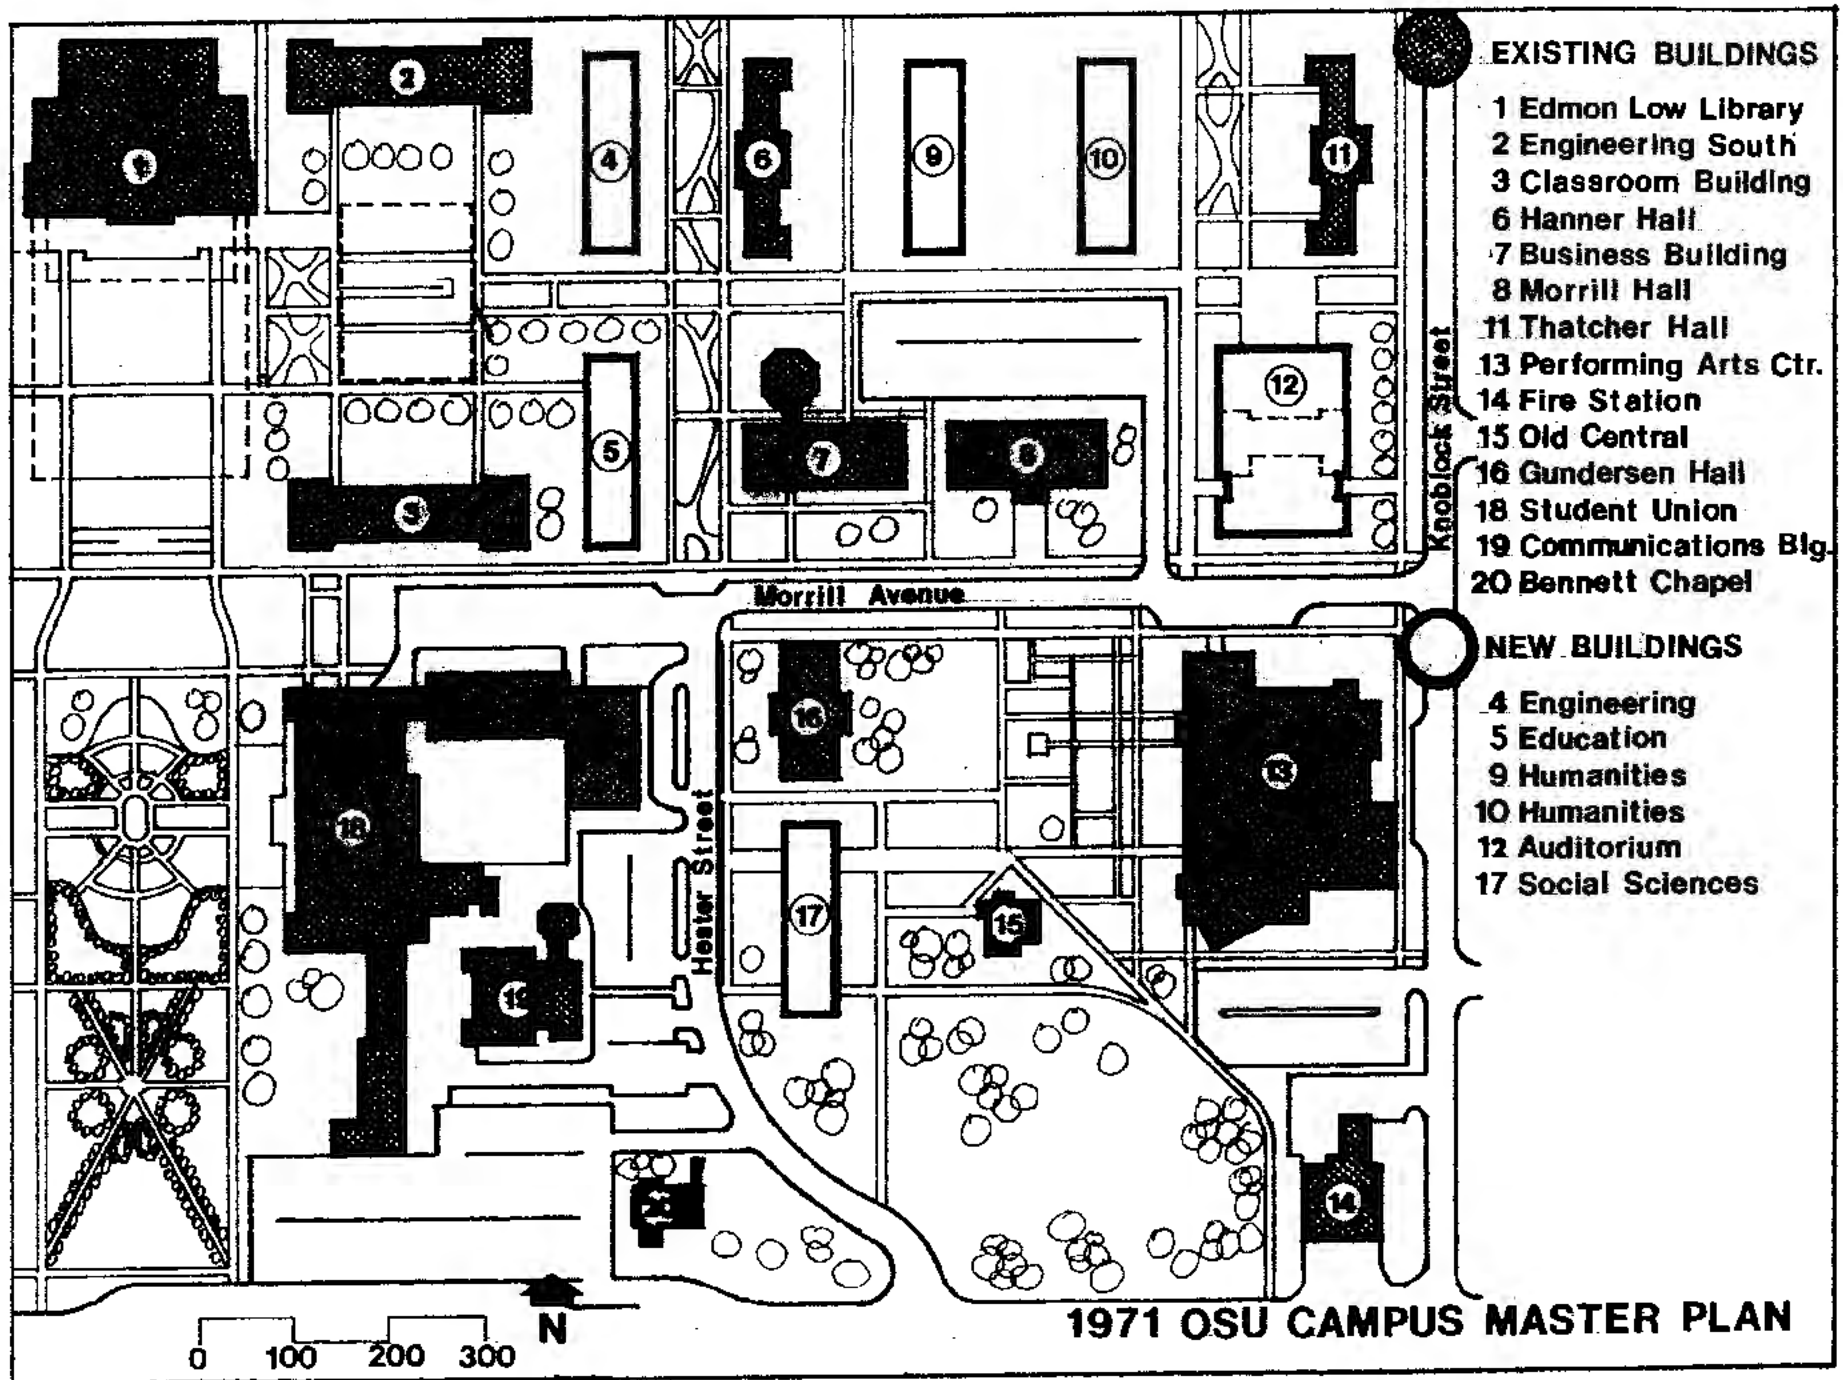 EXISTING BUILDINGS
1 Edmon Low Library
2 Engineering South
3 Classroom Building
6 Hanner Hall
7 Business Building
8 Morrill Hall
11 Thatcher Hall
13 Performing Arts Ctr.
14 Fire Station
15 Old Central
16 Gundersen Hall
18 Student Union
19 Communications Blg.
20 Bennett Chapel
NEW BUILDINGS
4 Engineering
5 Education
9 Humanities
10 Humanities
12 Auditorium
17 Social Sciences
1
2
4
6
9
10
11
12
5
7
8
3
Knoblock Street
Morrill Avenue
16
13
18
Hester Street
17
15
19
14
20
N
0 100 200 300
1971 OSU CAMPUS MASTER PLAN